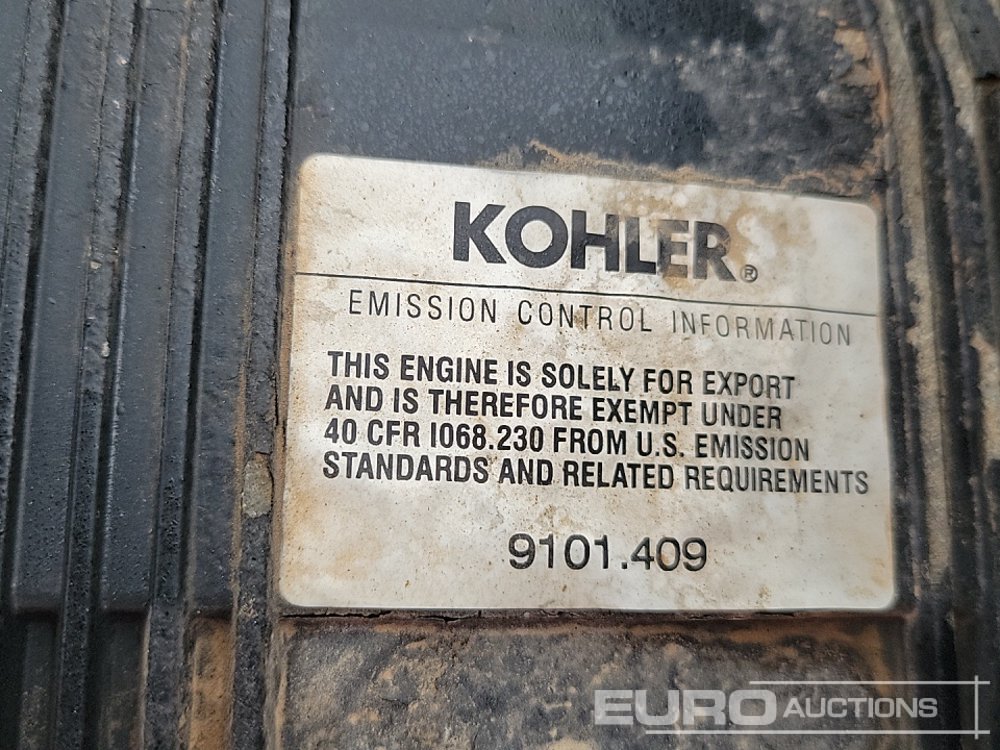 KOHLER®
EMISSION CONTROL INFORMATION
THIS ENGINE IS SOLELY FOR EXPORT
AND IS THEREFORE EXEMPT UNDER
40 CFR I068.230 FROM U.S. EMISSION
STANDARDS AND RELATED REQUIREMENTS
9101.409
EURO AUCTIONS